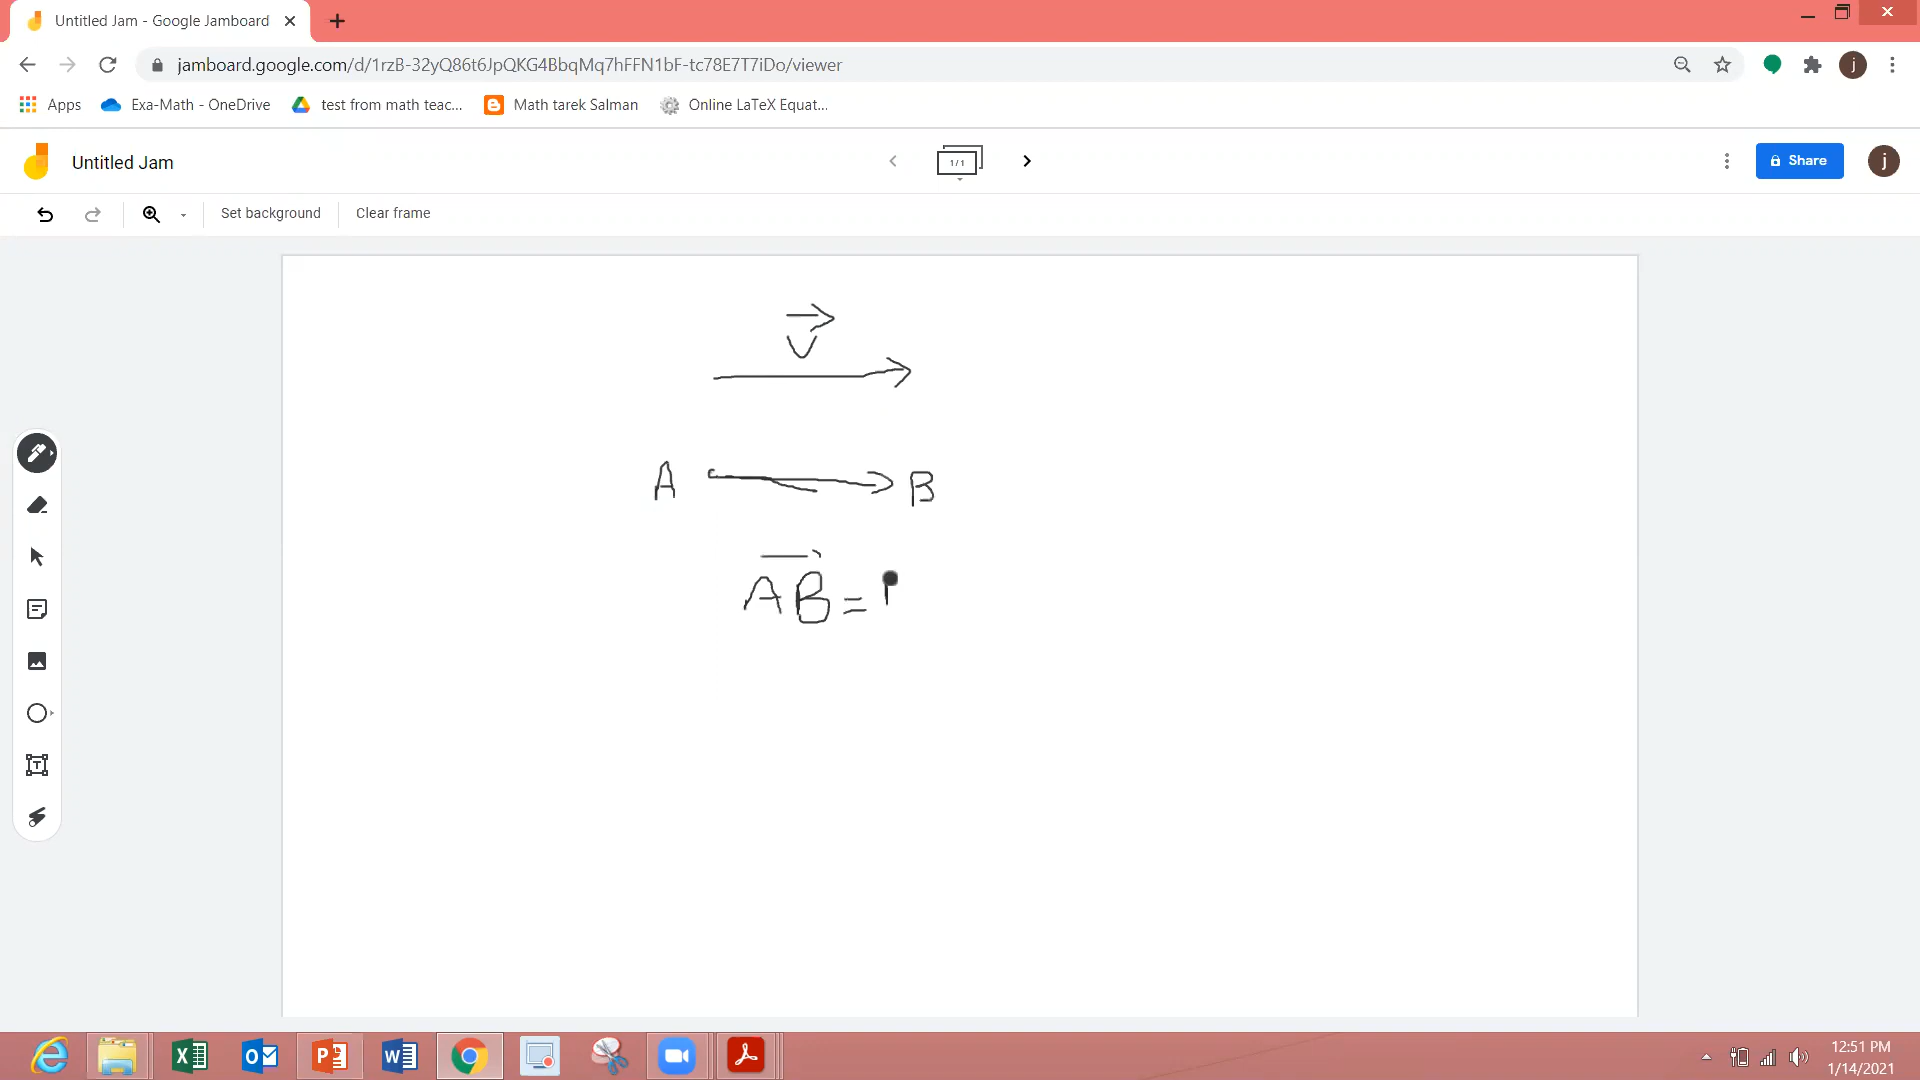 Untitled Jam - Google Jamboard
jamboard.google.com/d/1rzB-32yQ86t6JpQKG4BbqMq7hFFN1bF-tc78E7T7iDo/viewer
j
Apps
Exa-Math - OneDrive
test from math teac...
Math tarek Salman
Online LaTeX Equat...
Untitled Jam
1 / 1
Share
j
Set background
Clear frame
V
A B
AB =
12:51 PM
1/14/2021